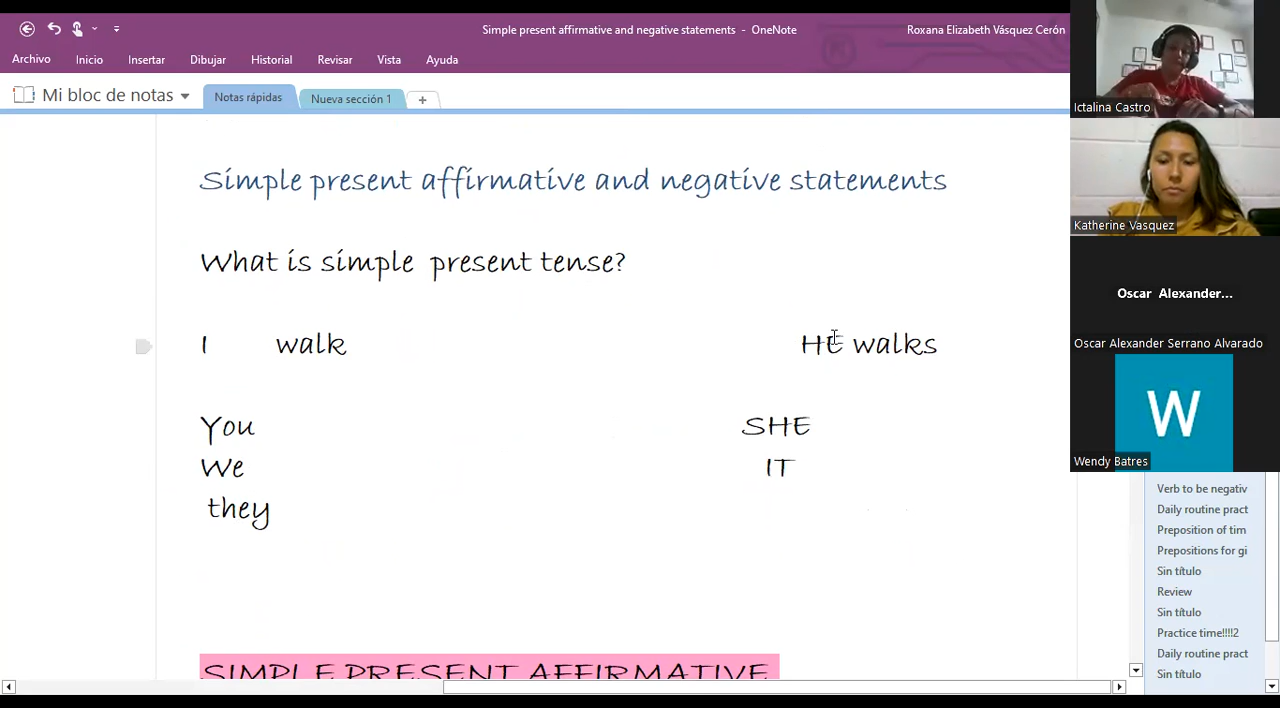 Simple present affirmative and negative statements - OneNote
Roxana Elizabeth Vásquez Cerón
Archivo Inicio Insertar Dibujar Historial Revisar Vista Ayuda
Mi bloc de notas Notas rápidas Nueva sección 1
Simple present affirmative and negative statements
What is simple present tense?
I walk HE walks
You SHE
We IT
they
SIMPLE PRESENT AFFIRMATIVE
Ictalina Castro
Katherine Vasquez
Oscar Alexander...
Oscar Alexander Serrano Alvarado
W
Wendy Batres
Verb to be negativ
Daily routine pract
Preposition of tim
Prepositions for gi
Sin título
Review
Sin título
Practice time!!!!2
Daily routine pract
Sin título